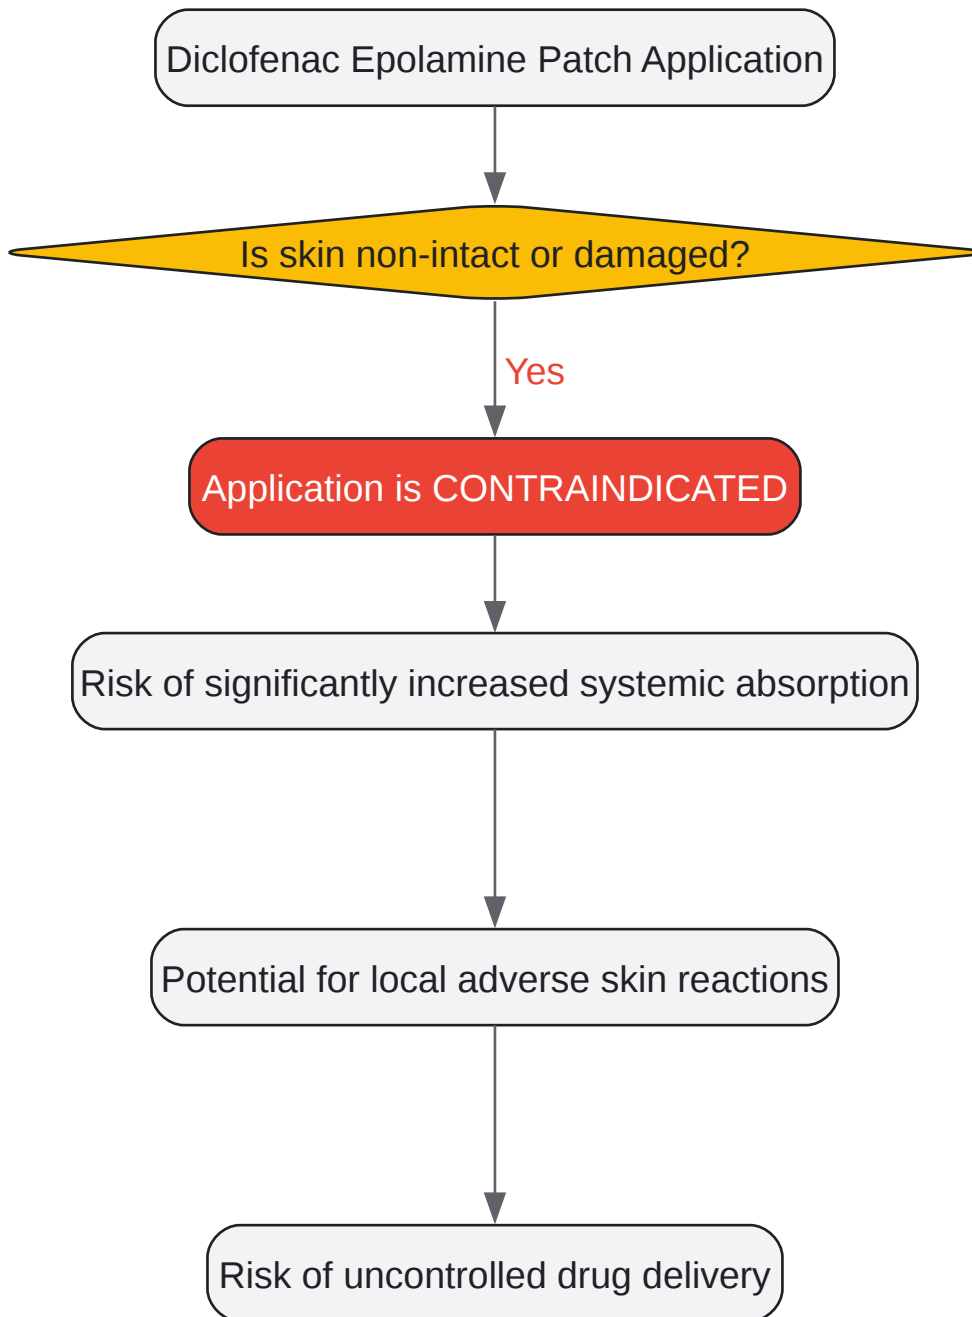 Diclofenac Epolamine Patch Application
Is skin non-intact or damaged?
Yes
Application is CONTRAINDICATED
Risk of significantly increased systemic absorption
Potential for local adverse skin reactions
Risk of uncontrolled drug delivery